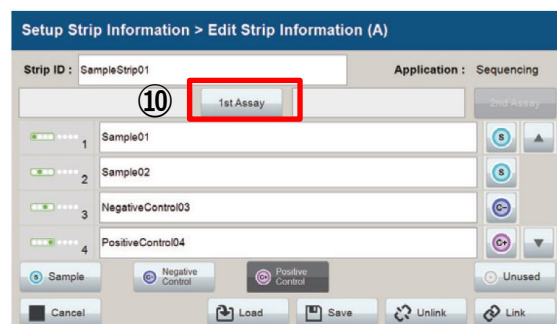 Setup Strip Information > Edit Strip Information (A)
Strip ID : SampleStrip01 Application : Sequencing
⑩ 1st Assay 2nd Assay
1 Sample01 S
2 Sample02 S
3 NegativeControl03 C-
4 PositiveControl04 C+
S Sample C- Negative Control C+ Positive Control Unused
Cancel Load Save Unlink Link